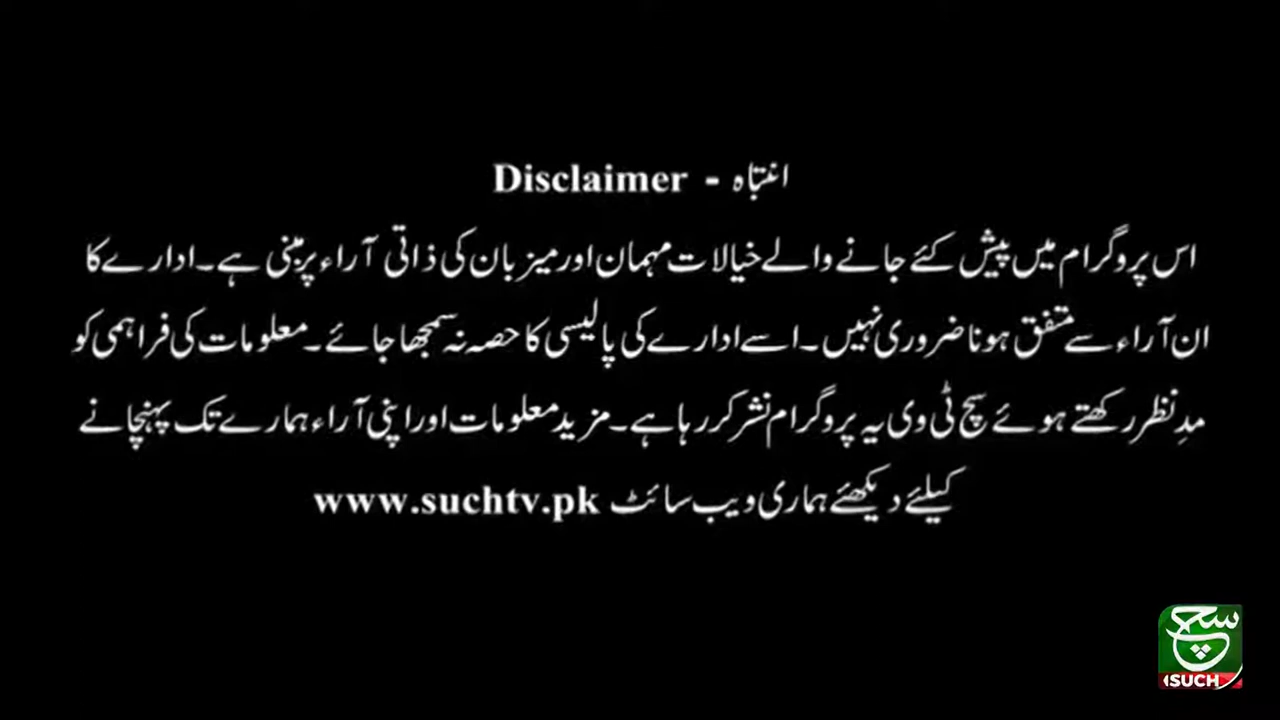 انتباہ - Disclaimer
اس پروگرام میں پیش کئے جانے والے خیالات مہمان اور میزبان کی ذاتی آراء پر مبنی ہے۔ ادارے کا
ان آراء سے متفق ہونا ضروری نہیں۔ اسے ادارے کی پالیسی کا حصہ نہ سمجھا جائے۔ معلومات کی فراہمی کو
مدِنظر رکھتے ہوئے سچ ٹی وی یہ پروگرام نشر کر رہا ہے۔ مزید معلومات اور اپنی آراء ہمارے تک پہنچانے
کیلئے دیکھئے ہماری ویب سائٹ www.suchtv.pk
سچ
SUCH